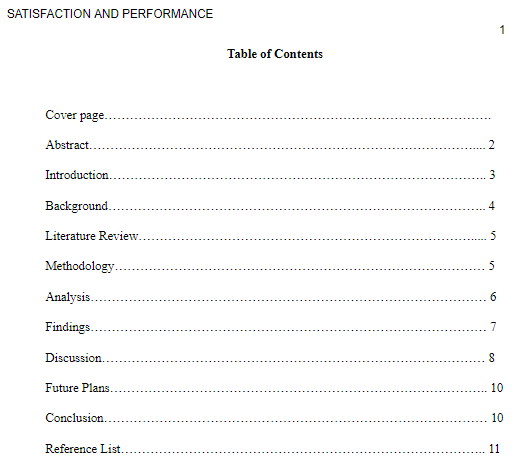 SATISFACTION AND PERFORMANCE
1
Table of Contents
Cover page……………………………………………………………………………….
Abstract………………………………………………………………………………... 2
Introduction…………………………………………………………………………….. 3
Background…………………………………………………………………………….. 4
Literature Review…………………………………………………………………….... 5
Methodology…………………………………………………………………………… 5
Analysis………………………………………………………………………………... 6
Findings………………………………………………………………………………... 7
Discussion……………………………………………………………………………… 8
Future Plans…………………………………………………………………………….. 10
Conclusion……………………………………………………………………………... 10
Reference List………………………………………………………………………….. 11